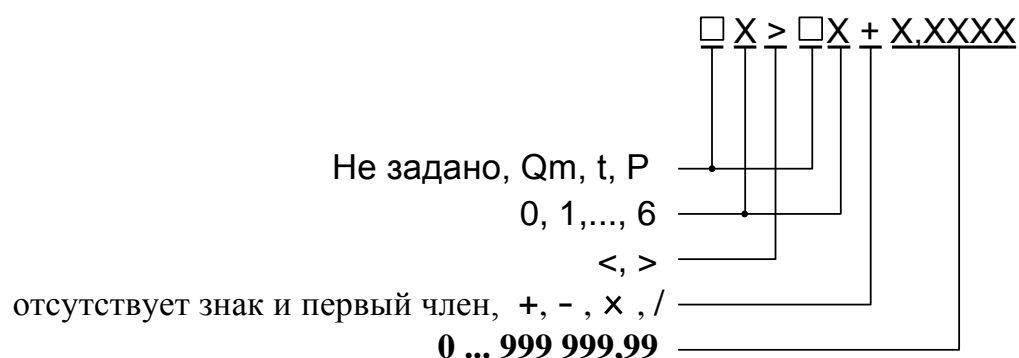 □ X > □X + X,XXXX
Не задано, Qm, t, P
0, 1,..., 6
<, >
отсутствует знак и первый член, +, - , × , /
0 ... 999 999,99